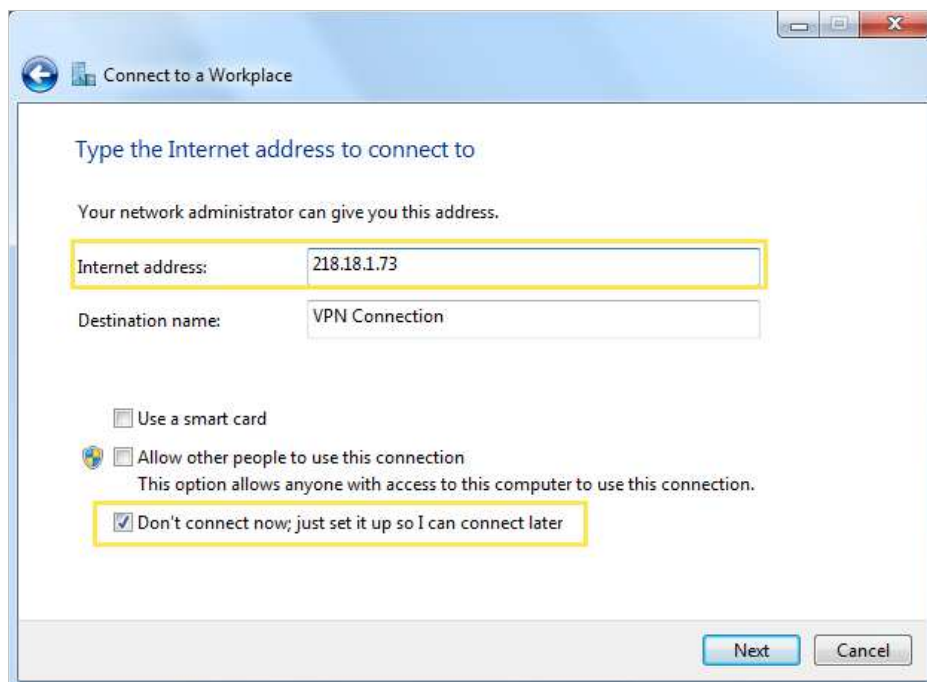 Connect to a Workplace
Type the Internet address to connect to
Your network administrator can give you this address.
Internet address: 218.18.1.73
Destination name: VPN Connection
Use a smart card
Allow other people to use this connection
This option allows anyone with access to this computer to use this connection.
Don't connect now; just set it up so I can connect later
Next Cancel